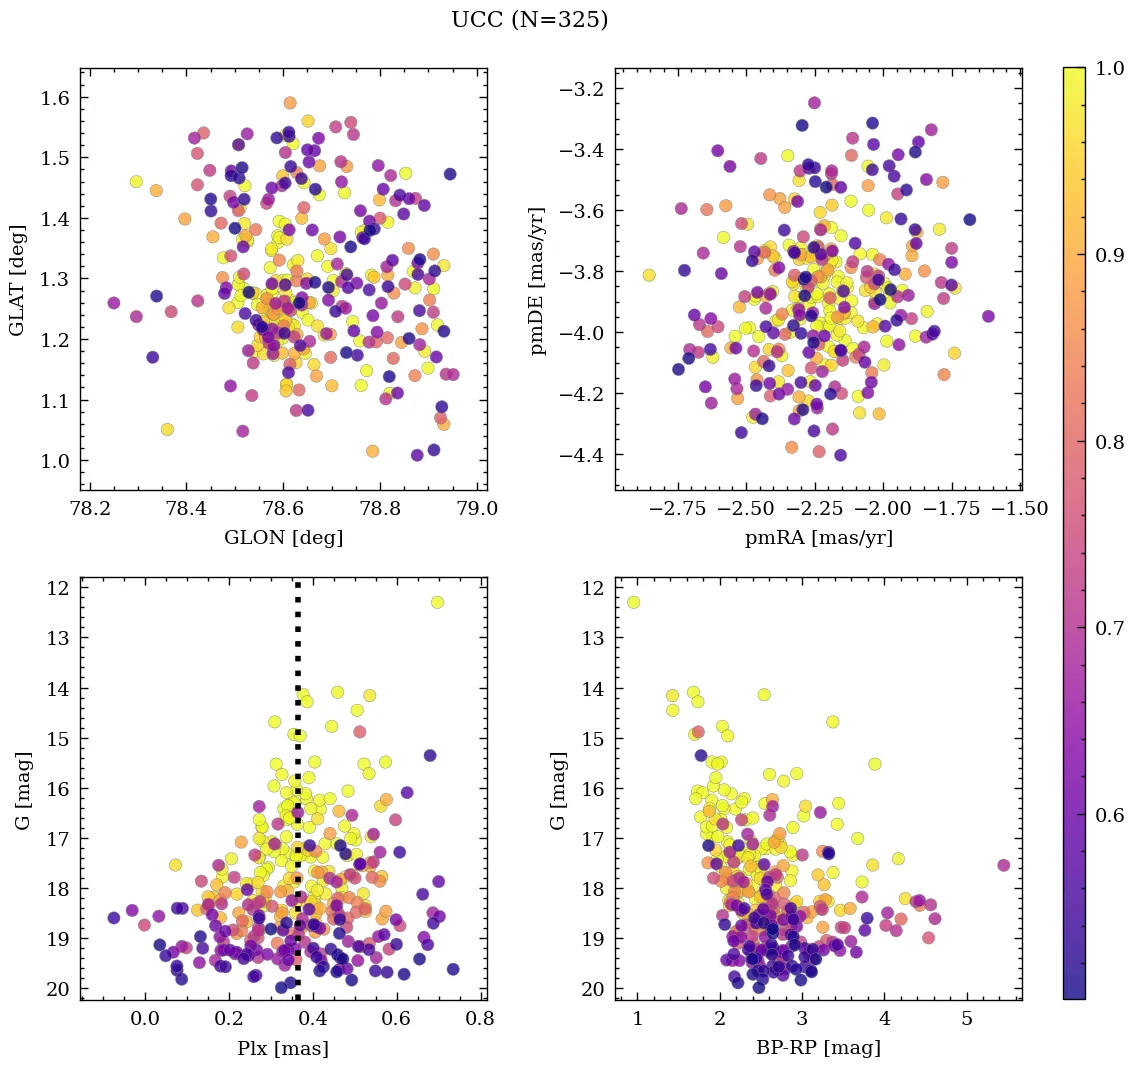 UCC (N=325)
1.6
1.5
1.4
1.3
1.2
1.1
1.0
GLAT [deg]
78.2 78.4 78.6 78.8 79.0
GLON [deg]
−3.2
−3.4
−3.6
−3.8
−4.0
−4.2
−4.4
pmDE [mas/yr]
−2.75 −2.50 −2.25 −2.00 −1.75 −1.50
pmRA [mas/yr]
12
13
14
15
16
17
18
19
20
G [mag]
0.0 0.2 0.4 0.6 0.8
Plx [mas]
12
13
14
15
16
17
18
19
20
G [mag]
1 2 3 4 5
BP-RP [mag]
1.0
0.9
0.8
0.7
0.6